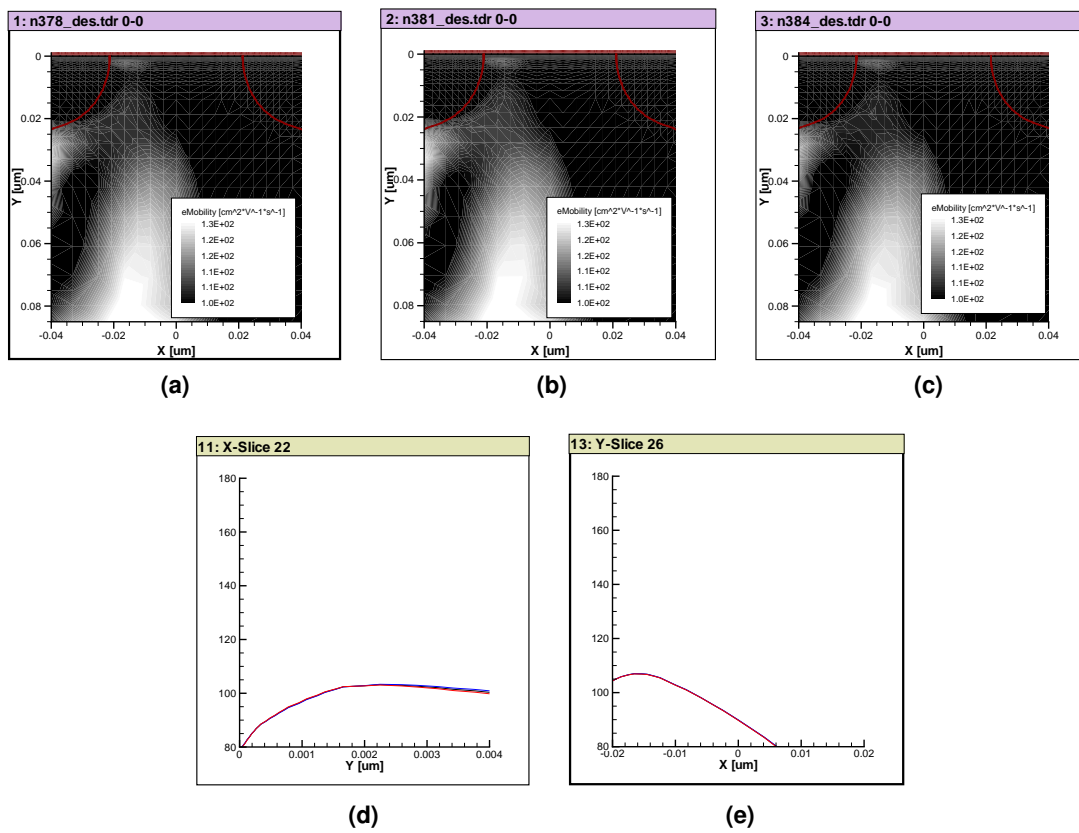 1: n378_des.tdr 0-0
0
0.02
0.04
0.06
0.08
Y [um]
eMobility [cm^2*V^-1*s^-1]
1.3E+02
1.2E+02
1.2E+02
1.1E+02
1.1E+02
1.0E+02
-0.04 -0.02 0 0.02 0.04
X [um]
(a)
2: n381_des.tdr 0-0
0
0.02
0.04
0.06
0.08
Y [um]
eMobility [cm^2*V^-1*s^-1]
1.3E+02
1.2E+02
1.2E+02
1.1E+02
1.1E+02
1.0E+02
-0.04 -0.02 0 0.02 0.04
X [um]
(b)
3: n384_des.tdr 0-0
0
0.02
0.04
0.06
0.08
Y [um]
eMobility [cm^2*V^-1*s^-1]
1.3E+02
1.2E+02
1.2E+02
1.1E+02
1.1E+02
1.0E+02
-0.04 -0.02 0 0.02 0.04
X [um]
(c)
11: X-Slice 22
180
160
140
120
100
80
0 0.001 0.002 0.003 0.004
Y [um]
(d)
13: Y-Slice 26
180
160
140
120
100
80
-0.02 -0.01 0 0.01 0.02
X [um]
(e)